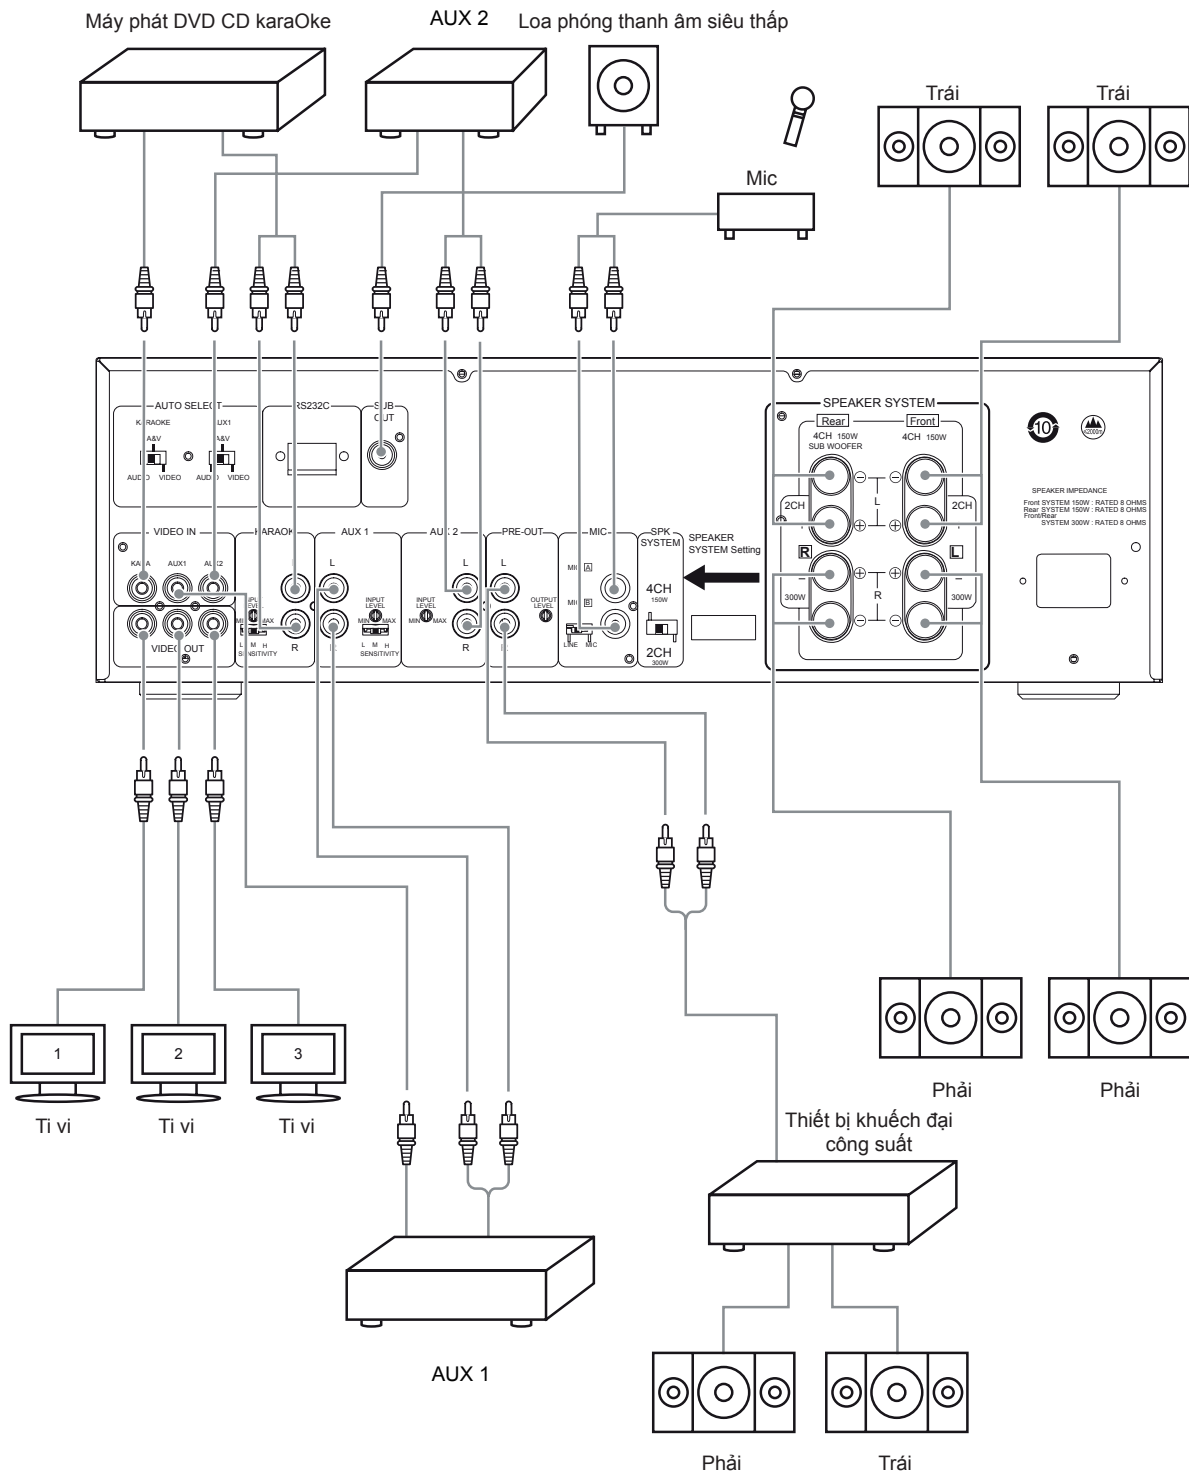 Máy phát DVD CD karaOke
AUX 2
Loa phóng thanh âm siêu thấp
Mic
Trái
Trái
AUTO SELECT
KARAOKE
A&V
AUDIO VIDEO
AUX1
A&V
AUDIO VIDEO
RS232C
SUB
OUT
SPEAKER SYSTEM
Rear
4CH 150W
SUB WOOFER
Front
4CH 150W
2CH
L
2CH
R
L
300W
R
300W
10
≤2000m
SPEAKER IMPEDANCE
Front SYSTEM 150W : RATED 8 OHMS
Rear SYSTEM 150W : RATED 8 OHMS
Front/Rear
SYSTEM 300W : RATED 8 OHMS
VIDEO IN
AUX1
AUX2
VIDEO OUT
INPUT
LEVEL
MIN MAX
L M H
SENSITIVITY
R
AUX 1
L
INPUT
LEVEL
MIN MAX
L M H
SENSITIVITY
R
AUX 2
L
INPUT
LEVEL
MIN MAX
R
PRE-OUT
L
OUTPUT
LEVEL
MIN MAX
R
MIC
MIC A
MIC B
LINE MIC
SPK
SYSTEM
4CH
150W
2CH
300W
SPEAKER
SYSTEM Setting
1
2
3
Ti vi
Ti vi
Ti vi
Phải
Phải
Thiết bị khuếch đại
công suất
AUX 1
Phải
Trái